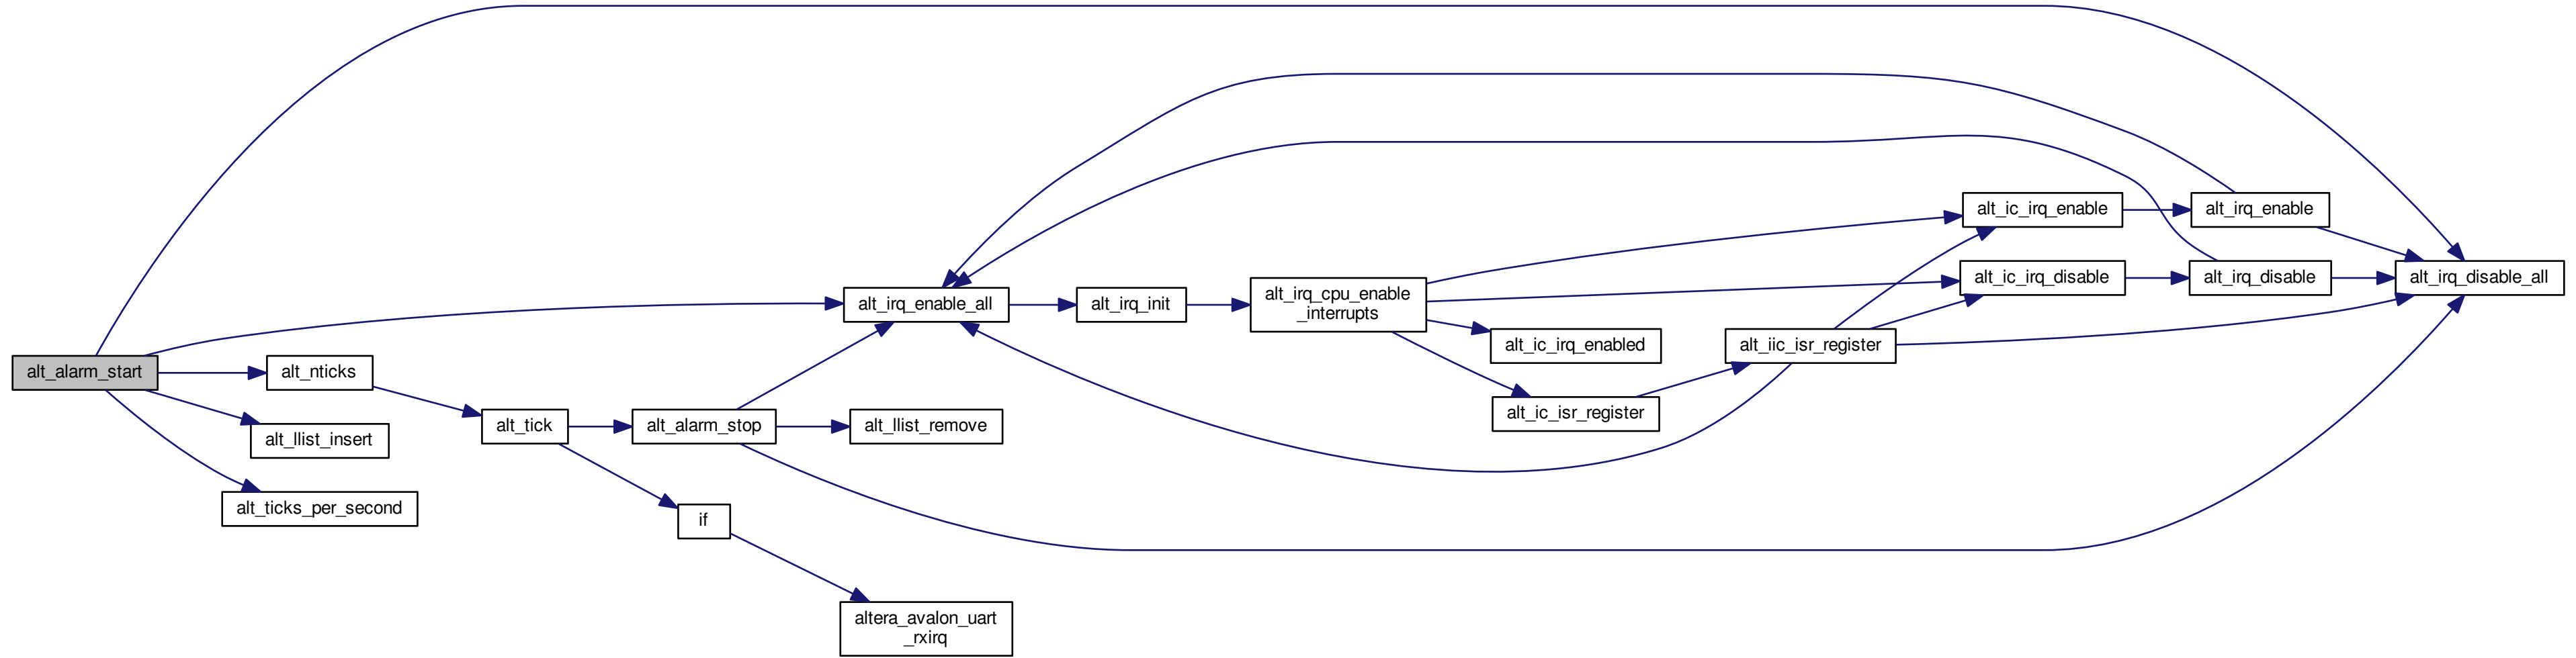 alt_alarm_start
alt_nticks
alt_llist_insert
alt_ticks_per_second
alt_tick
alt_alarm_stop
if
alt_irq_enable_all
alt_llist_remove
altera_avalon_uart
_rxirq
alt_irq_init
alt_irq_cpu_enable
_interrupts
alt_ic_irq_enabled
alt_ic_isr_register
alt_iic_isr_register
alt_ic_irq_enable
alt_ic_irq_disable
alt_irq_enable
alt_irq_disable
alt_irq_disable_all